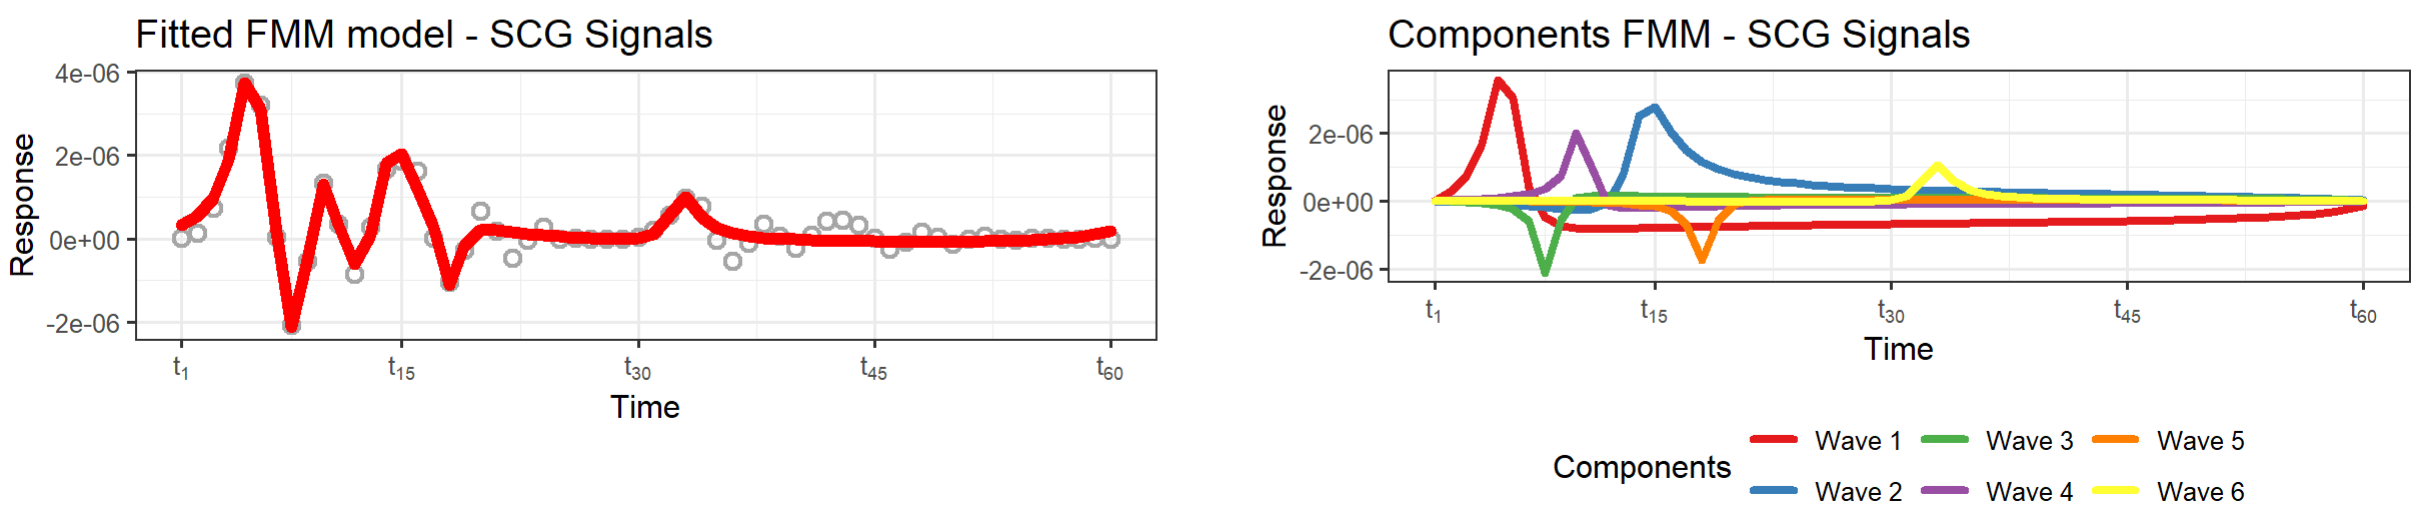 Fitted FMM model - SCG Signals
Response
4e-06
2e-06
0e+00
-2e-06
t1 t15 t30 t45 t60
Time
Components FMM - SCG Signals
Response
2e-06
0e+00
-2e-06
t1 t15 t30 t45 t60
Time
Components
Wave 1 Wave 3 Wave 5
Wave 2 Wave 4 Wave 6